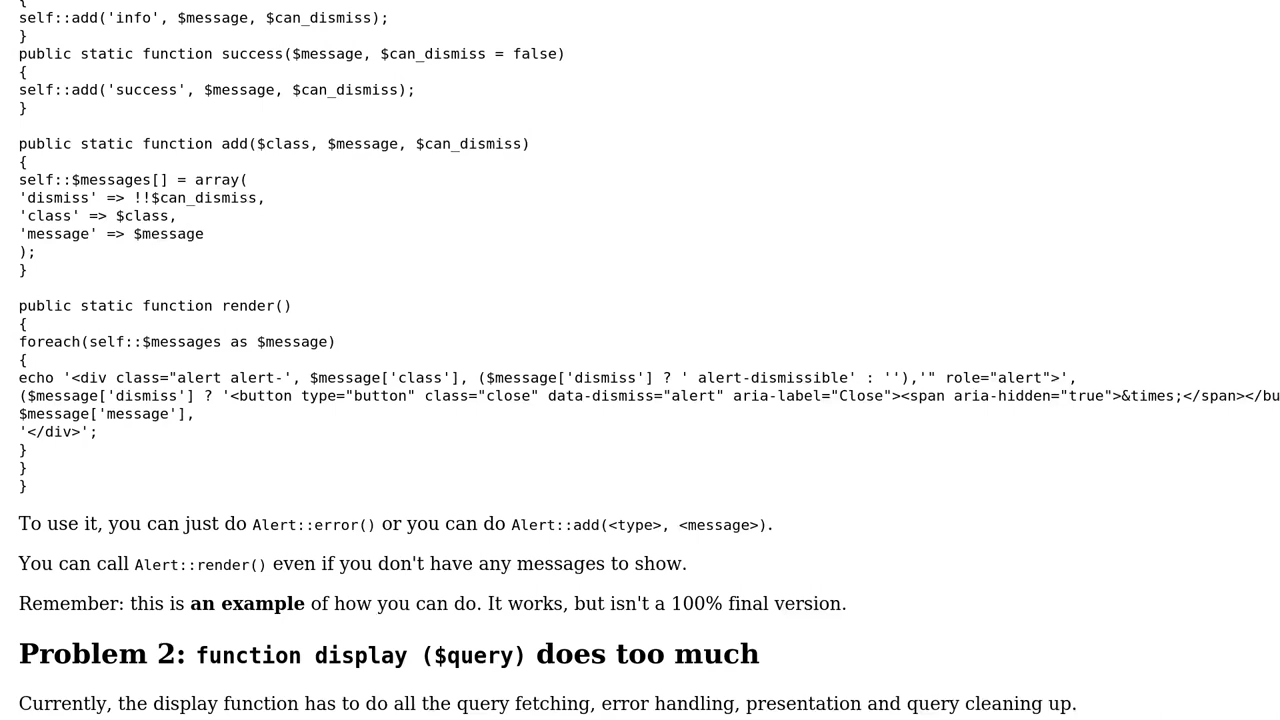 {
self::add('info', $message, $can_dismiss);
}
public static function success($message, $can_dismiss = false)
{
self::add('success', $message, $can_dismiss);
}
public static function add($class, $message, $can_dismiss)
{
self::$messages[] = array(
'dismiss' => !!$can_dismiss,
'class' => $class,
'message' => $message
);
}
public static function render()
{
foreach(self::$messages as $message)
{
echo '<div class="alert alert-', $message['class'], ($message['dismiss'] ? ' alert-dismissible' : ''),'" role="alert">',
($message['dismiss'] ? '<button type="button" class="close" data-dismiss="alert" aria-label="Close"><span aria-hidden="true">&times;</span></bu
$message['message'],
'</div>';
}
}
}
To use it, you can just do Alert::error() or you can do Alert::add(<type>, <message>).
You can call Alert::render() even if you don't have any messages to show.
Remember: this is an example of how you can do. It works, but isn't a 100% final version.
Problem 2: function display ($query) does too much
Currently, the display function has to do all the query fetching, error handling, presentation and query cleaning up.